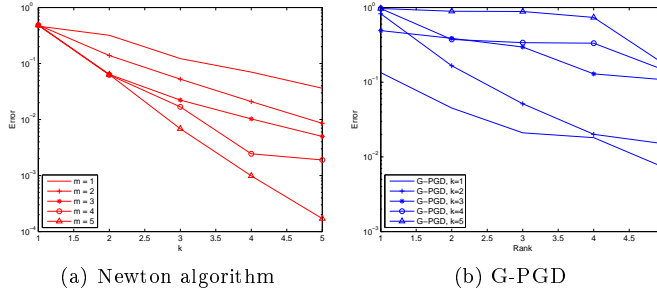 10^0
10^-1
10^-2
10^-3
10^-4
Error
m = 1
m = 2
m = 3
m = 4
m = 5
1 1.5 2 2.5 3 3.5 4 4.5 5
k
(a) Newton algorithm
10^0
10^-1
10^-2
10^-3
Error
G-PGD, k=1
G-PGD, k=2
G-PGD, k=3
G-PGD, k=4
G-PGD, k=5
1 1.5 2 2.5 3 3.5 4 4.5
Rank
(b) G-PGD